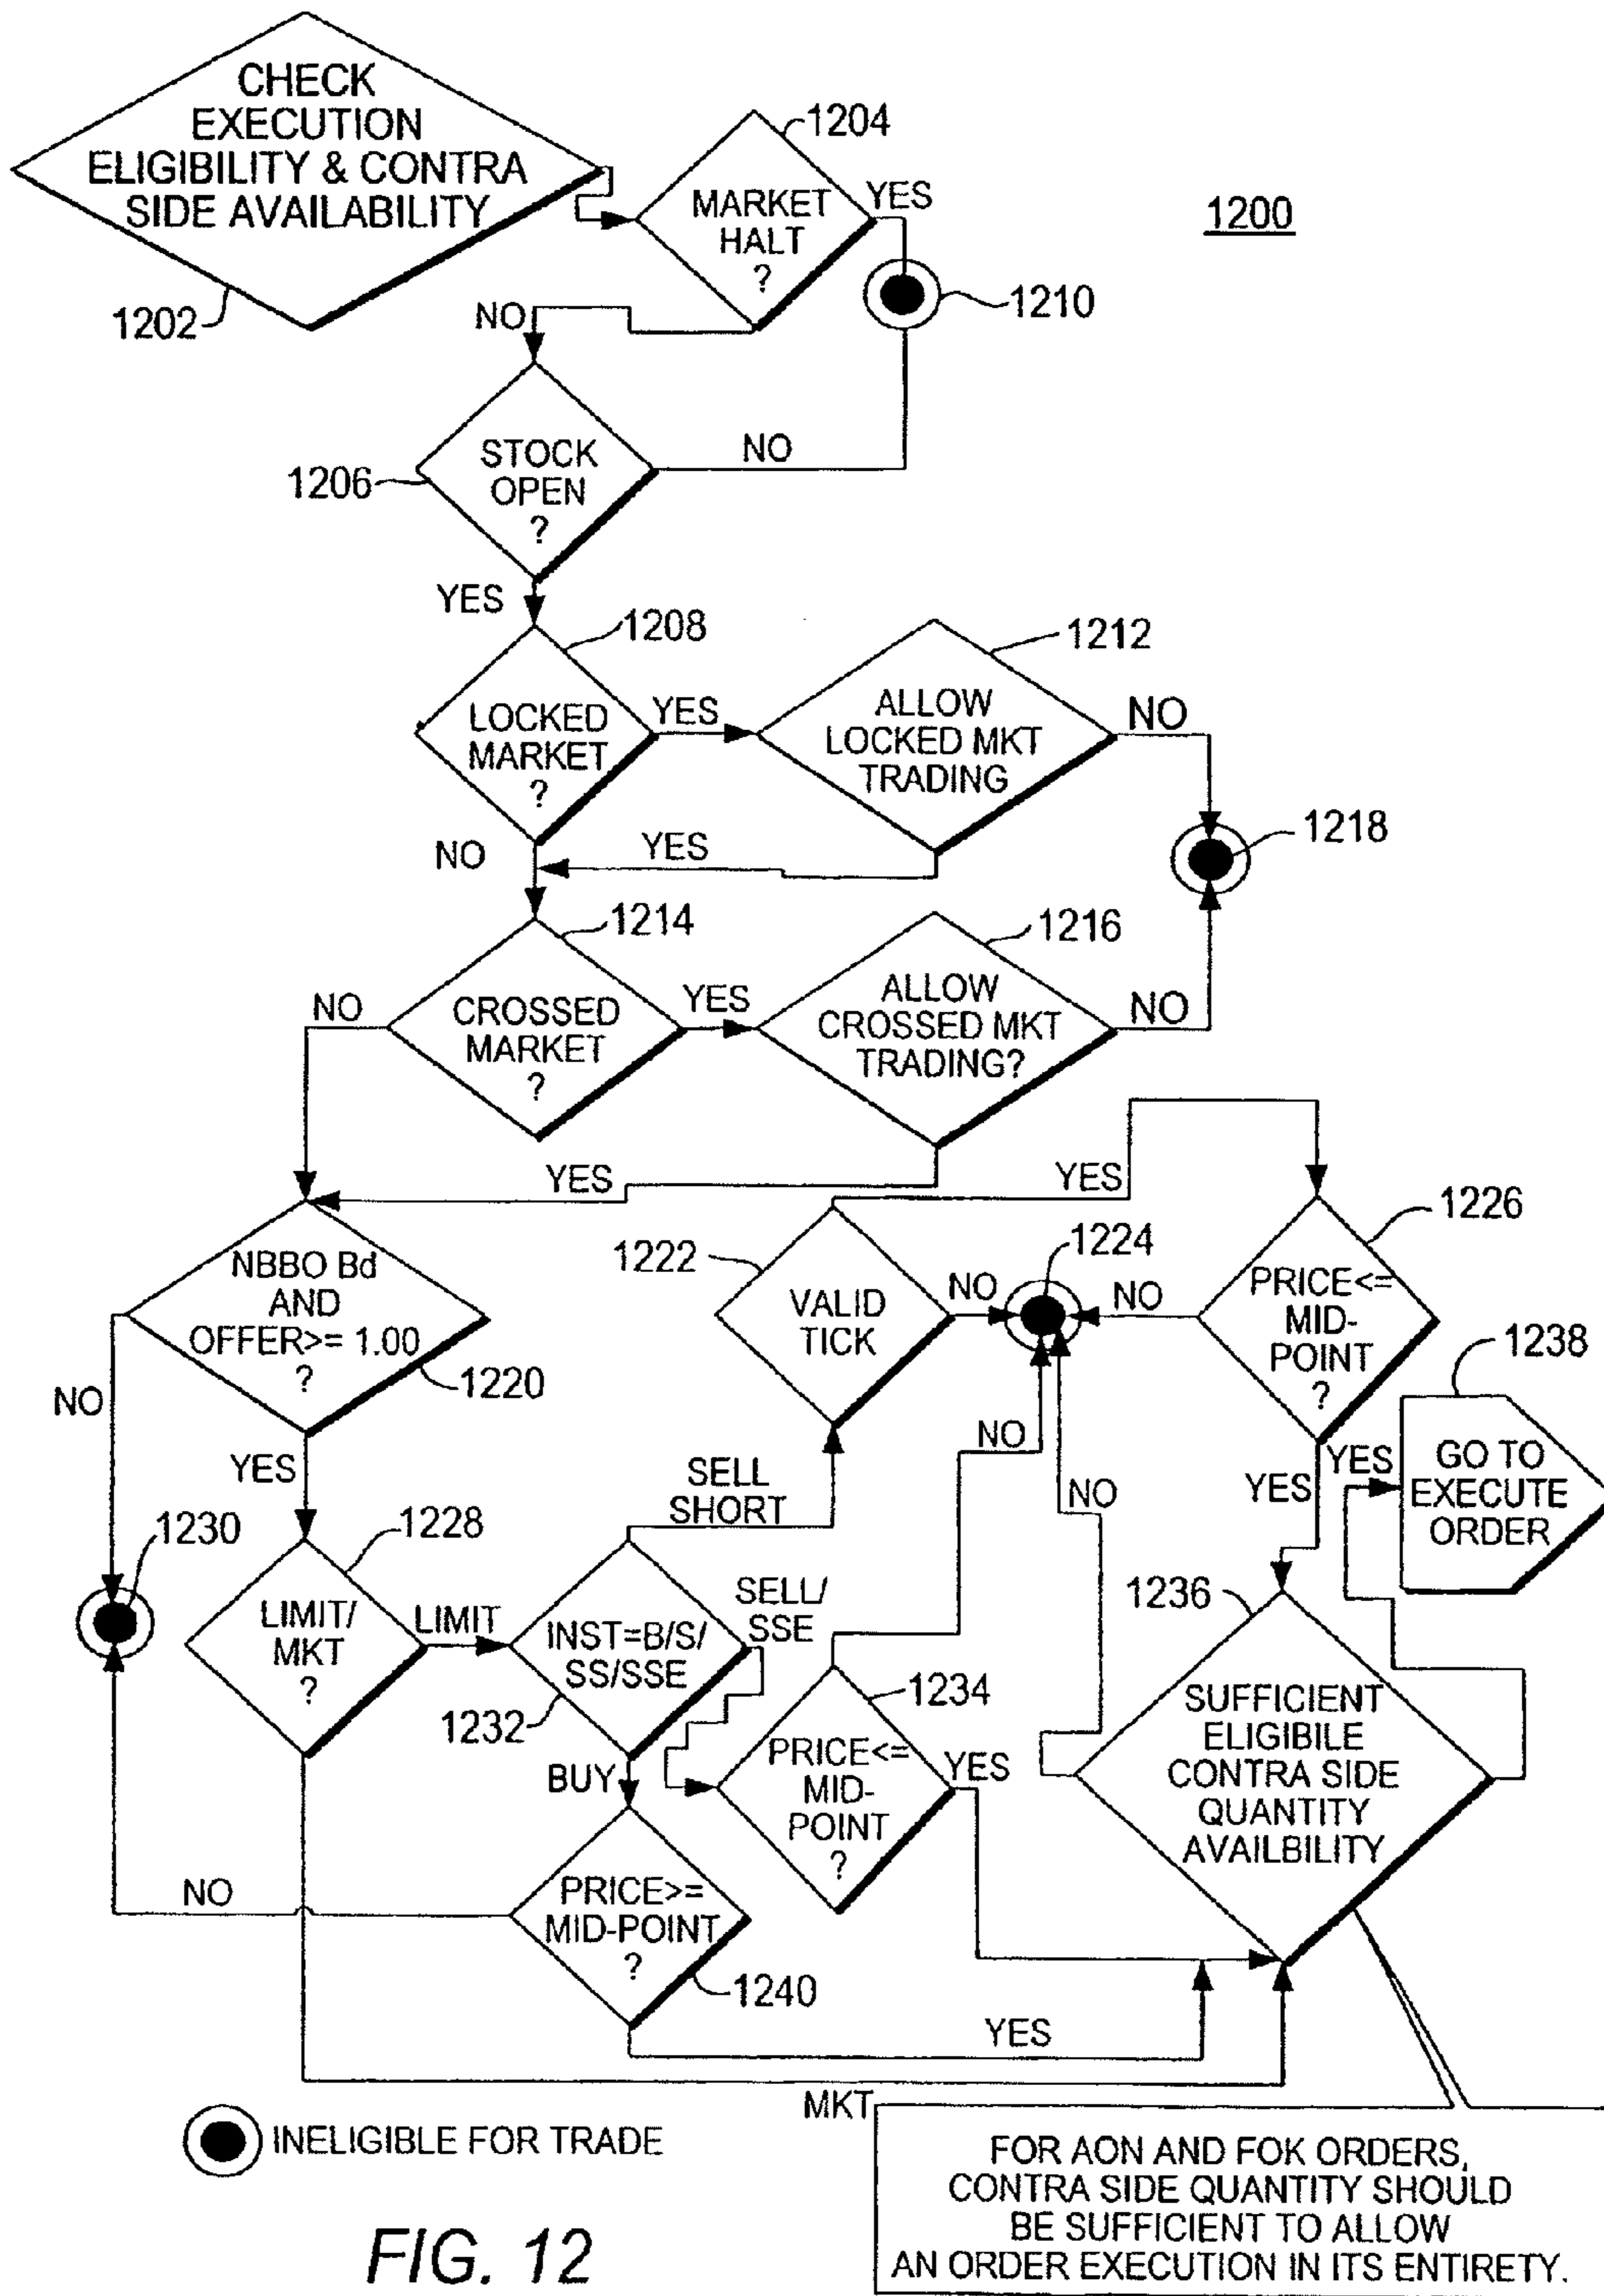 CHECK
EXECUTION
ELIGIBILITY & CONTRA
SIDE AVAILABILITY
1202
1204
MARKET
HALT
?
YES
1200
1210
NO
STOCK
OPEN
?
1206
NO
YES
1208
LOCKED
MARKET
?
YES
1212
ALLOW
LOCKED MKT
TRADING
NO
1218
NO
YES
1214
CROSSED
MARKET
?
NO
YES
1216
ALLOW
CROSSED MKT
TRADING?
NO
YES
NBBO Bd
AND
OFFER>= 1.00
?
1220
NO
YES
1222
VALID
TICK
YES
NO
1224
NO
1226
PRICE<=
MID-
POINT
?
YES
1238
GO TO
EXECUTE
ORDER
YES
1230
1228
LIMIT/
MKT
?
LIMIT
INST=B/S/
SS/SSE
1232
SELL
SHORT
SELL/
SSE
NO
NO
BUY
1234
PRICE<=
MID-
POINT
?
YES
1236
SUFFICIENT
ELIGIBILE
CONTRA SIDE
QUANTITY
AVAILBILITY
NO
PRICE>=
MID-POINT
?
1240
YES
MKT
INELIGIBLE FOR TRADE
FOR AON AND FOK ORDERS,
CONTRA SIDE QUANTITY SHOULD
BE SUFFICIENT TO ALLOW
AN ORDER EXECUTION IN ITS ENTIRETY.
FIG. 12